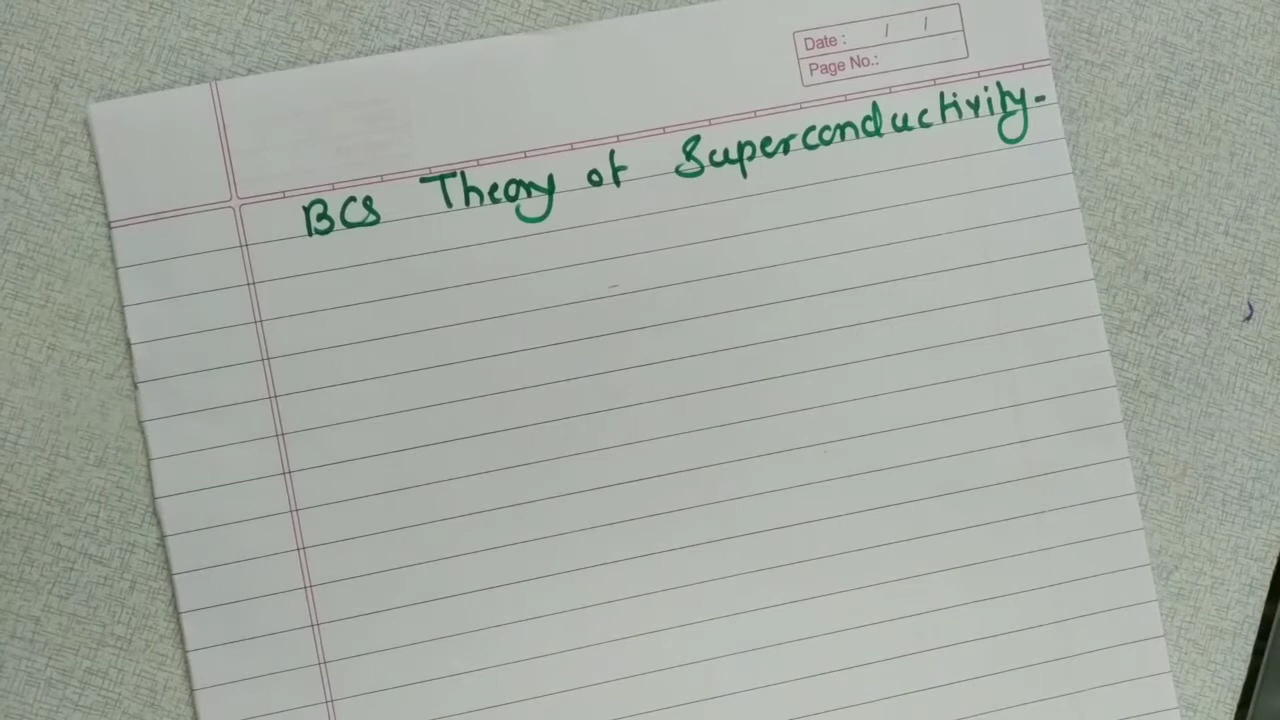 Date : / /
Page No.:
BCS Theory of Superconductivity-